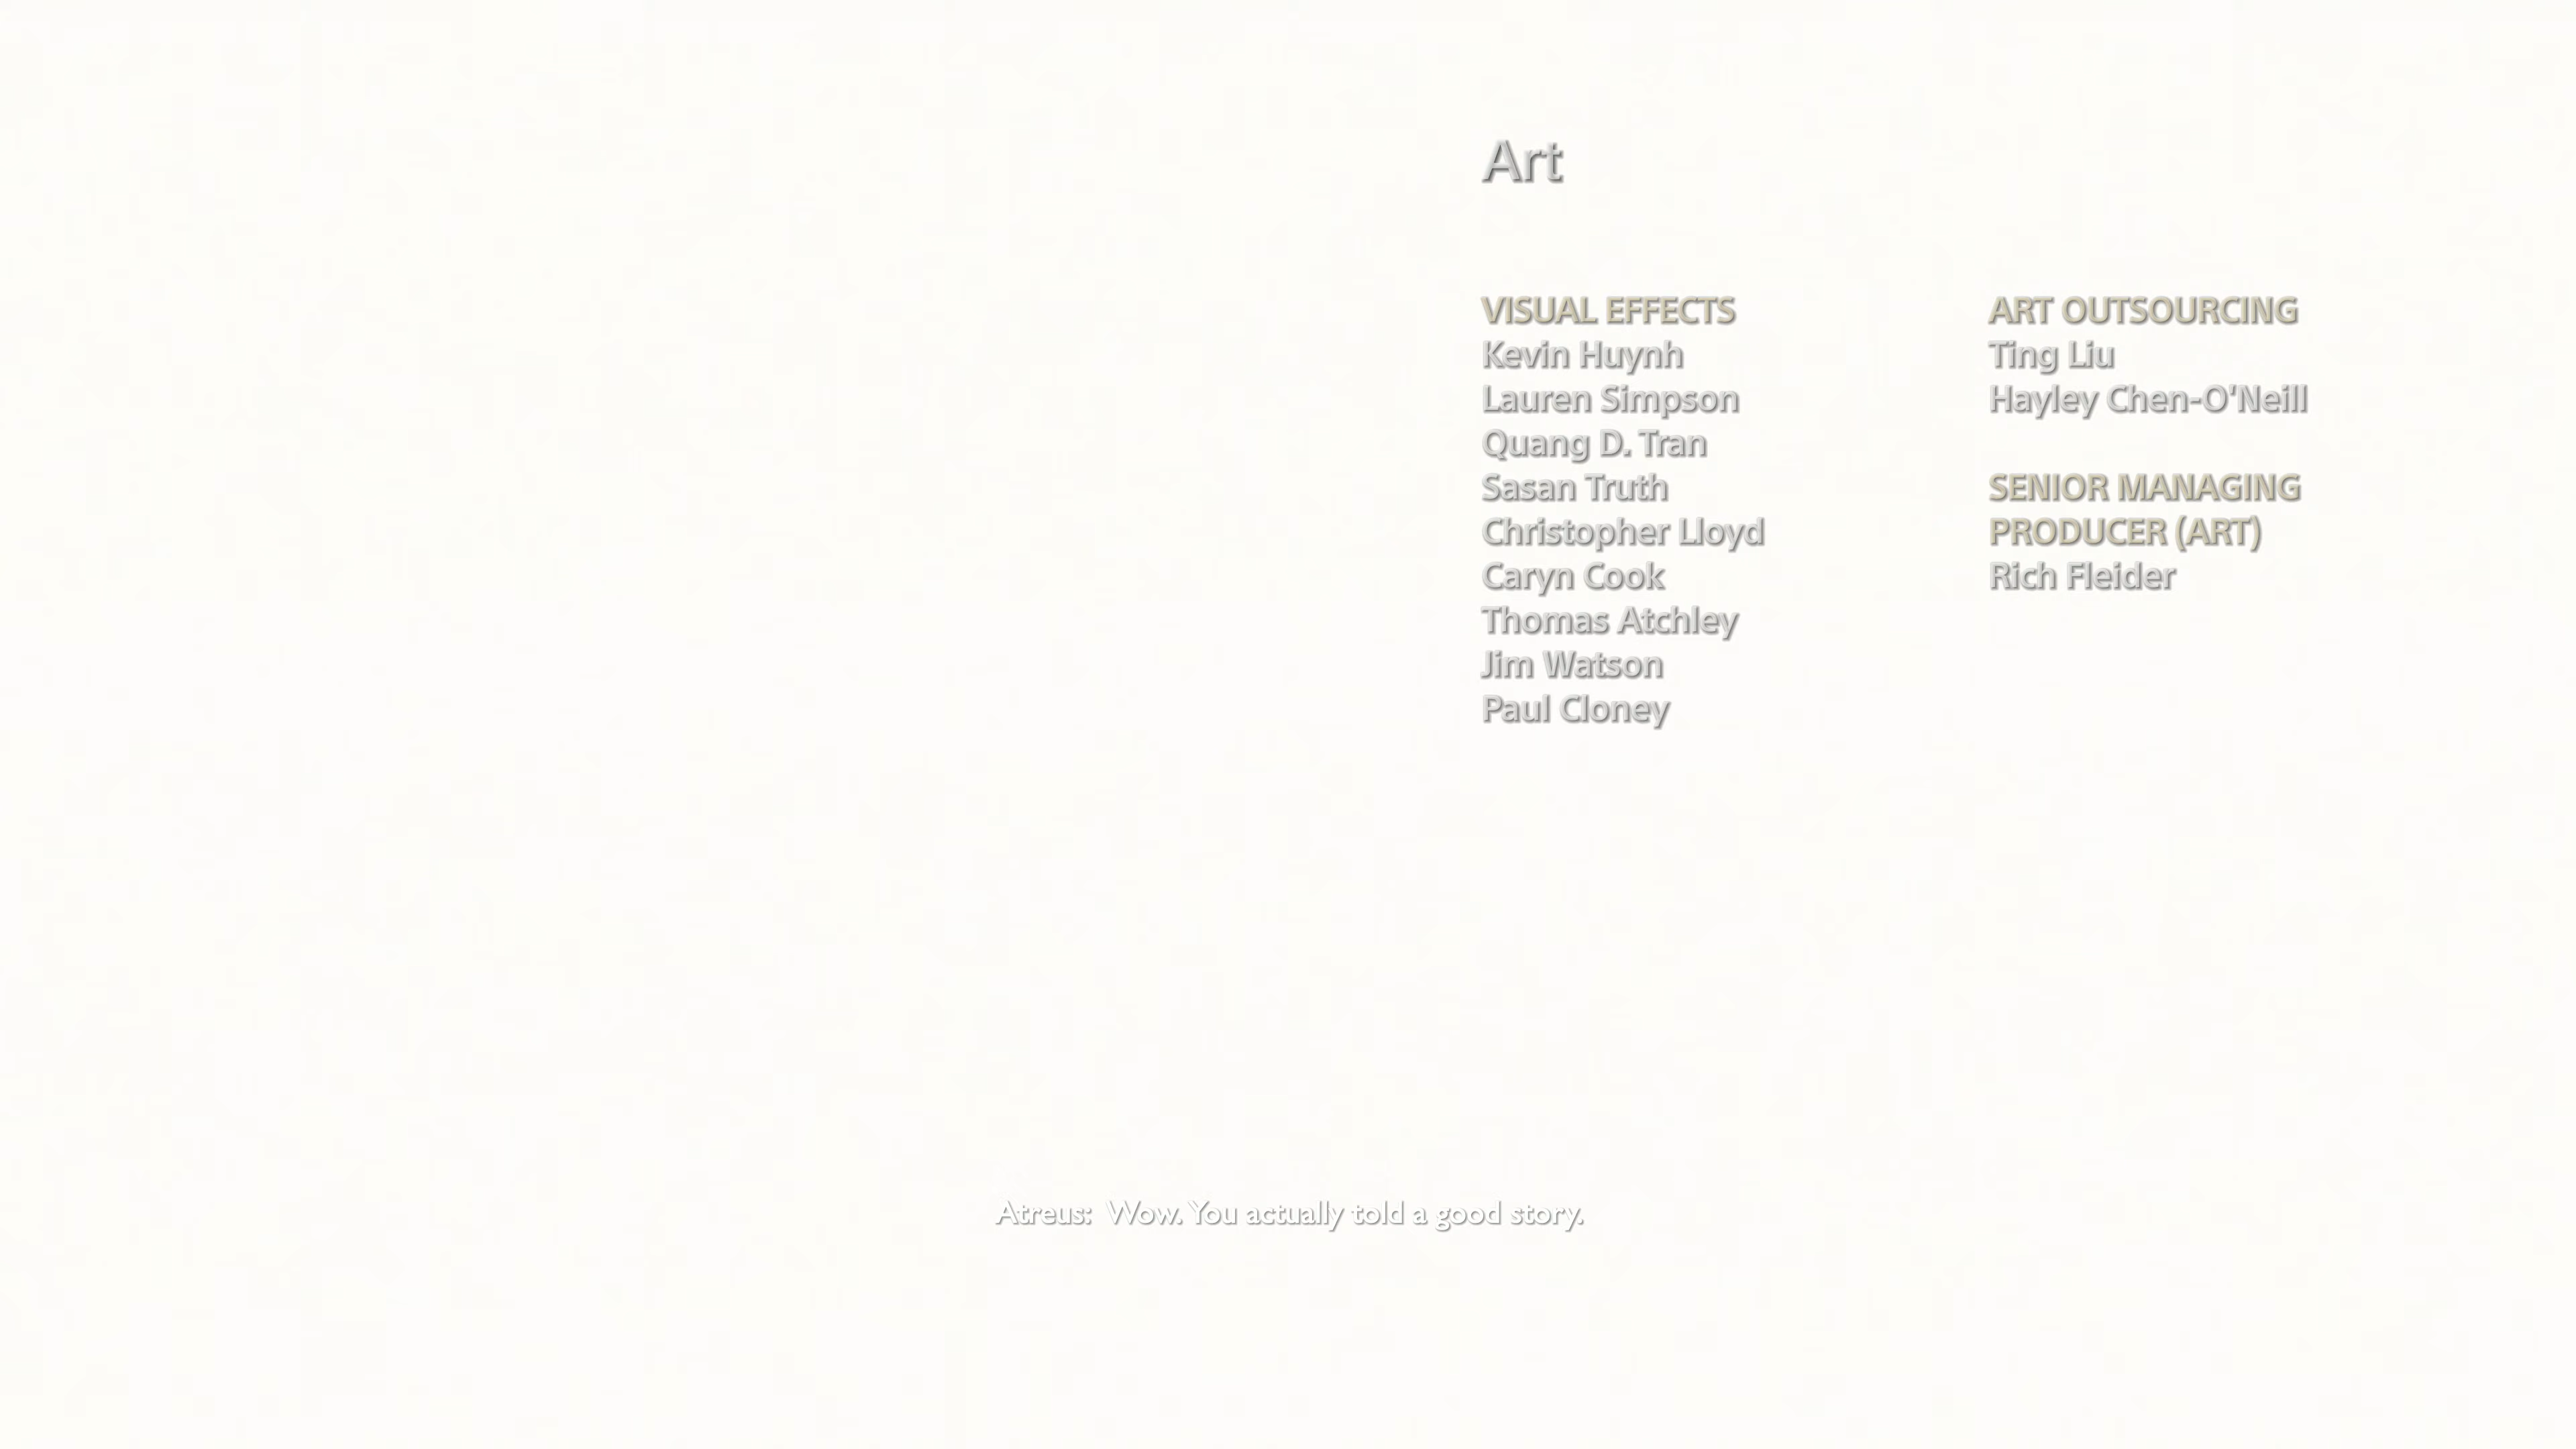 Art
VISUAL EFFECTS
Kevin Huynh
Lauren Simpson
Quang D. Tran
Sasan Truth
Christopher Lloyd
Caryn Cook
Thomas Atchley
Jim Watson
Paul Cloney
ART OUTSOURCING
Ting Liu
Hayley Chen-O'Neill
SENIOR MANAGING
PRODUCER (ART)
Rich Fleider
Atreus: Wow. You actually told a good story.